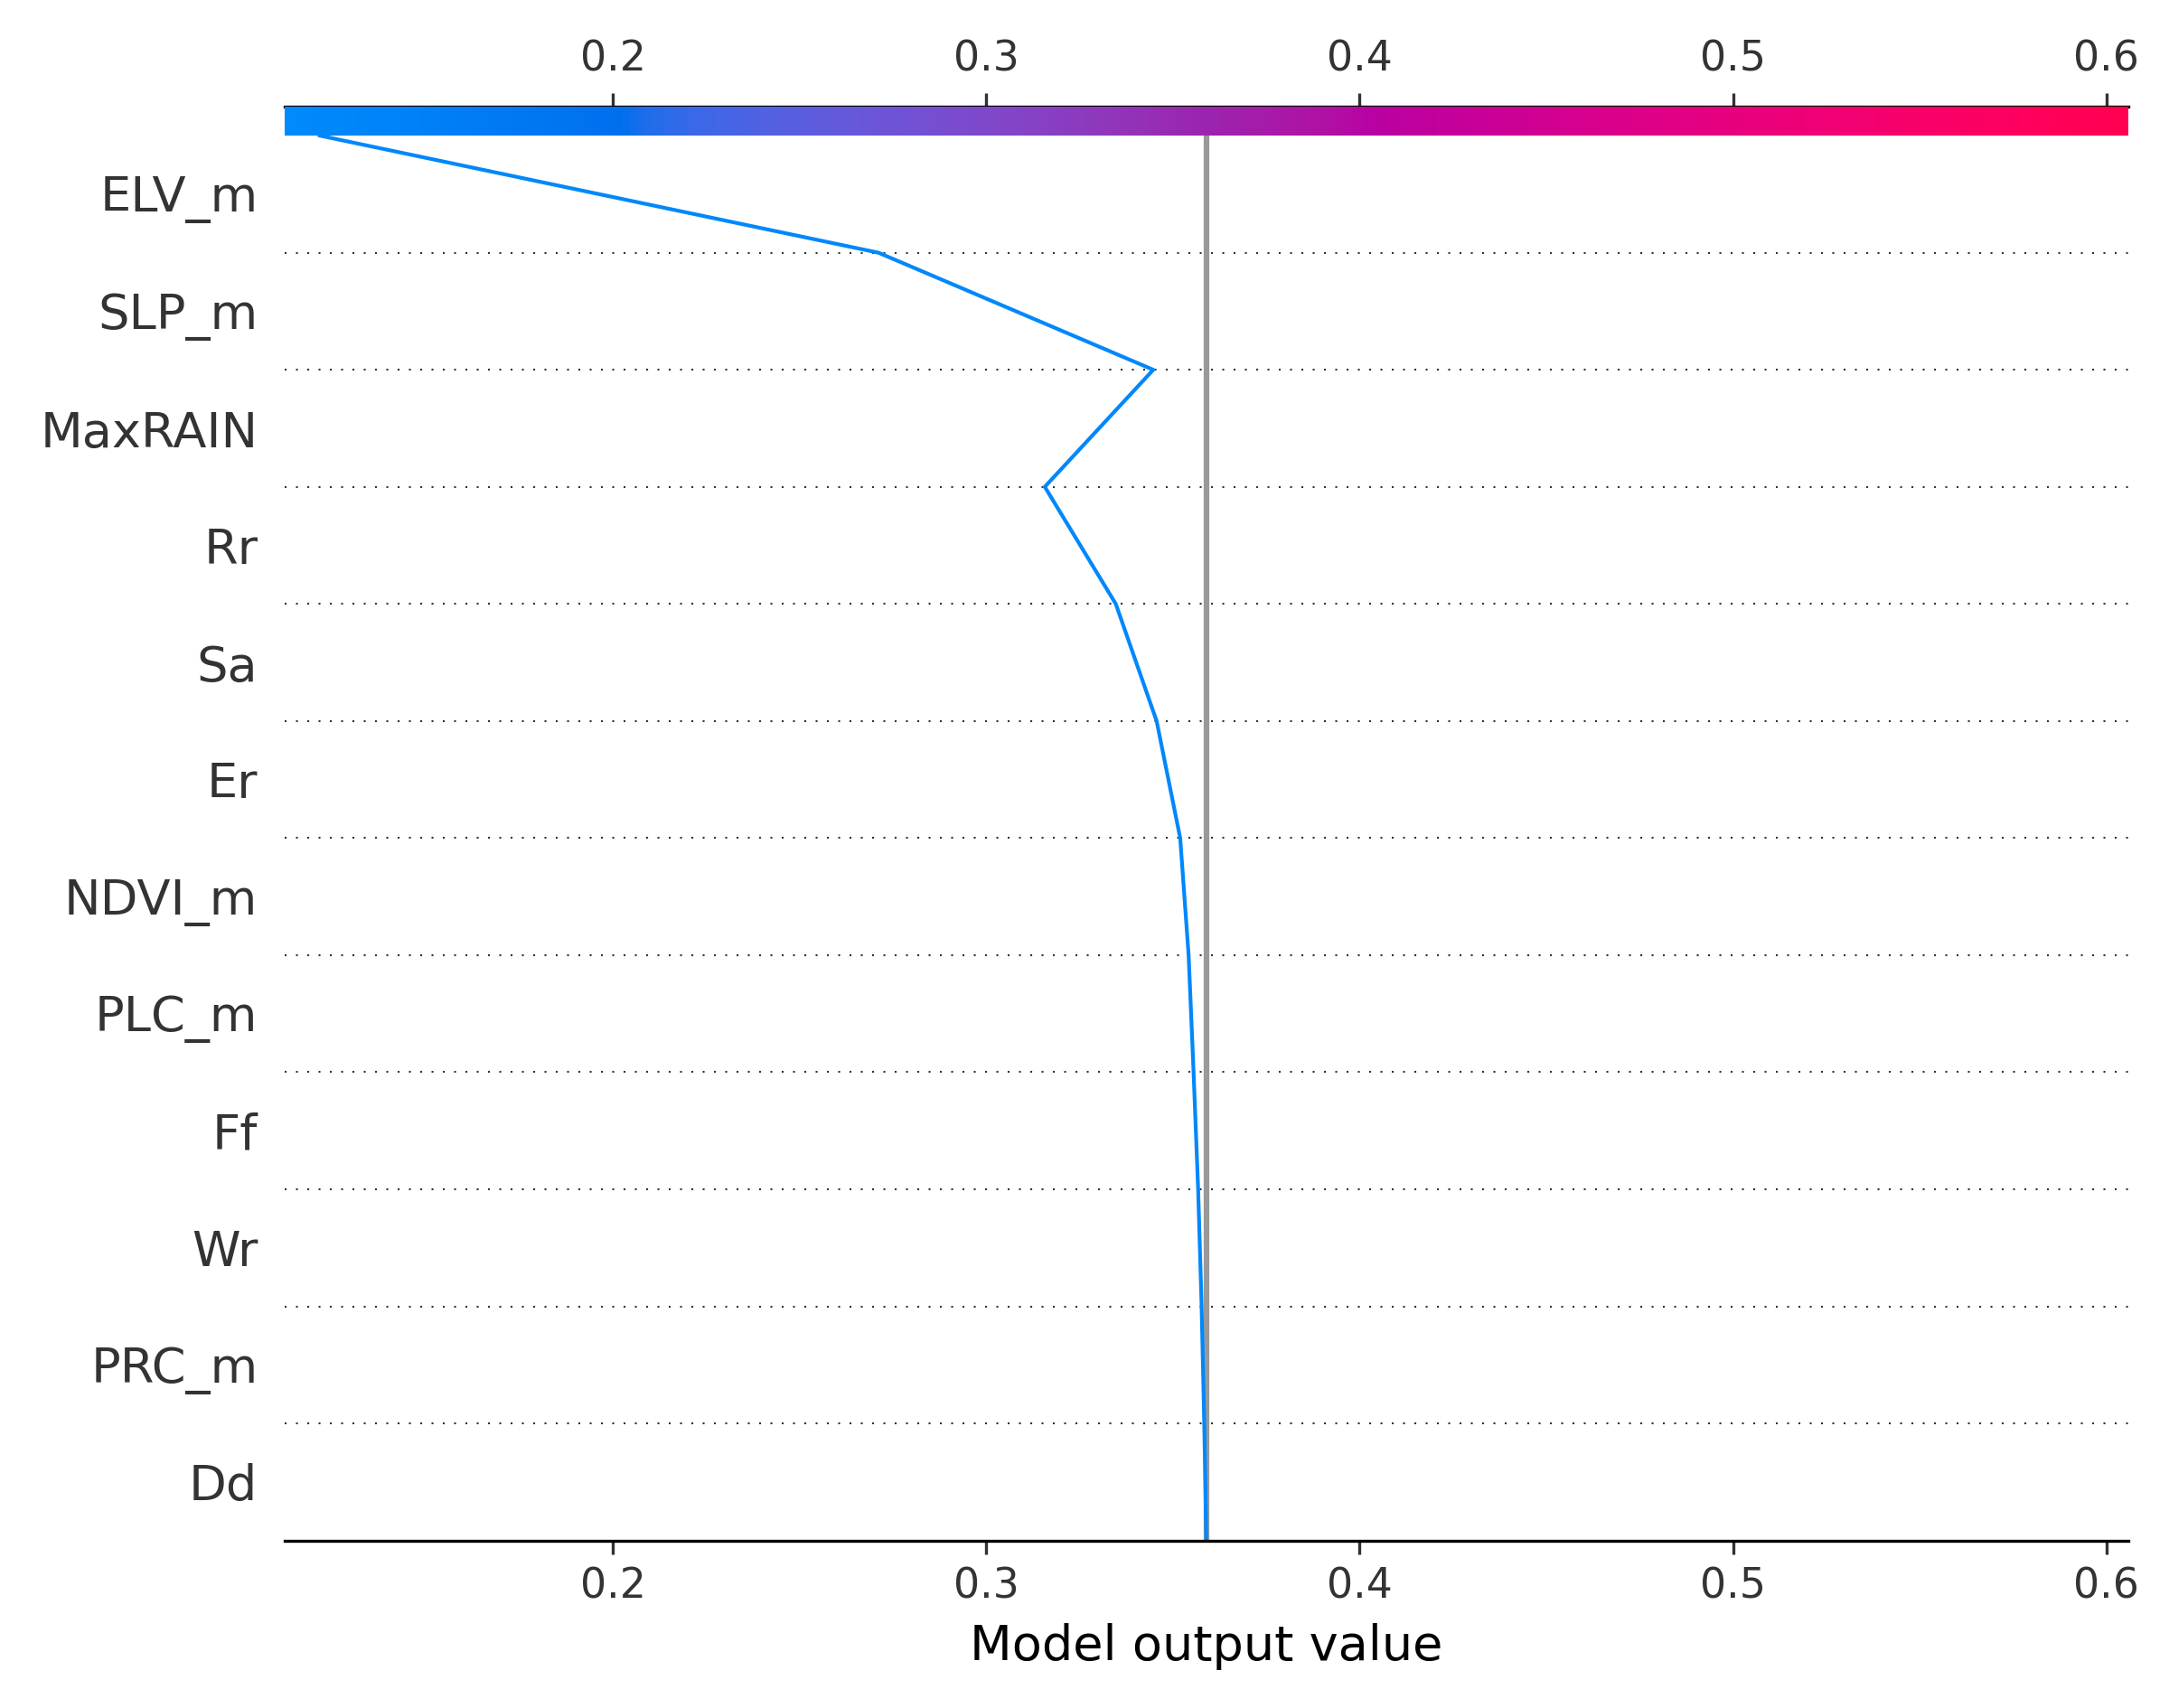 0.2 0.3 0.4 0.5 0.6
ELV_m
SLP_m
MaxRAIN
Rr
Sa
Er
NDVI_m
PLC_m
Ff
Wr
PRC_m
Dd
0.2 0.3 0.4 0.5 0.6
Model output value